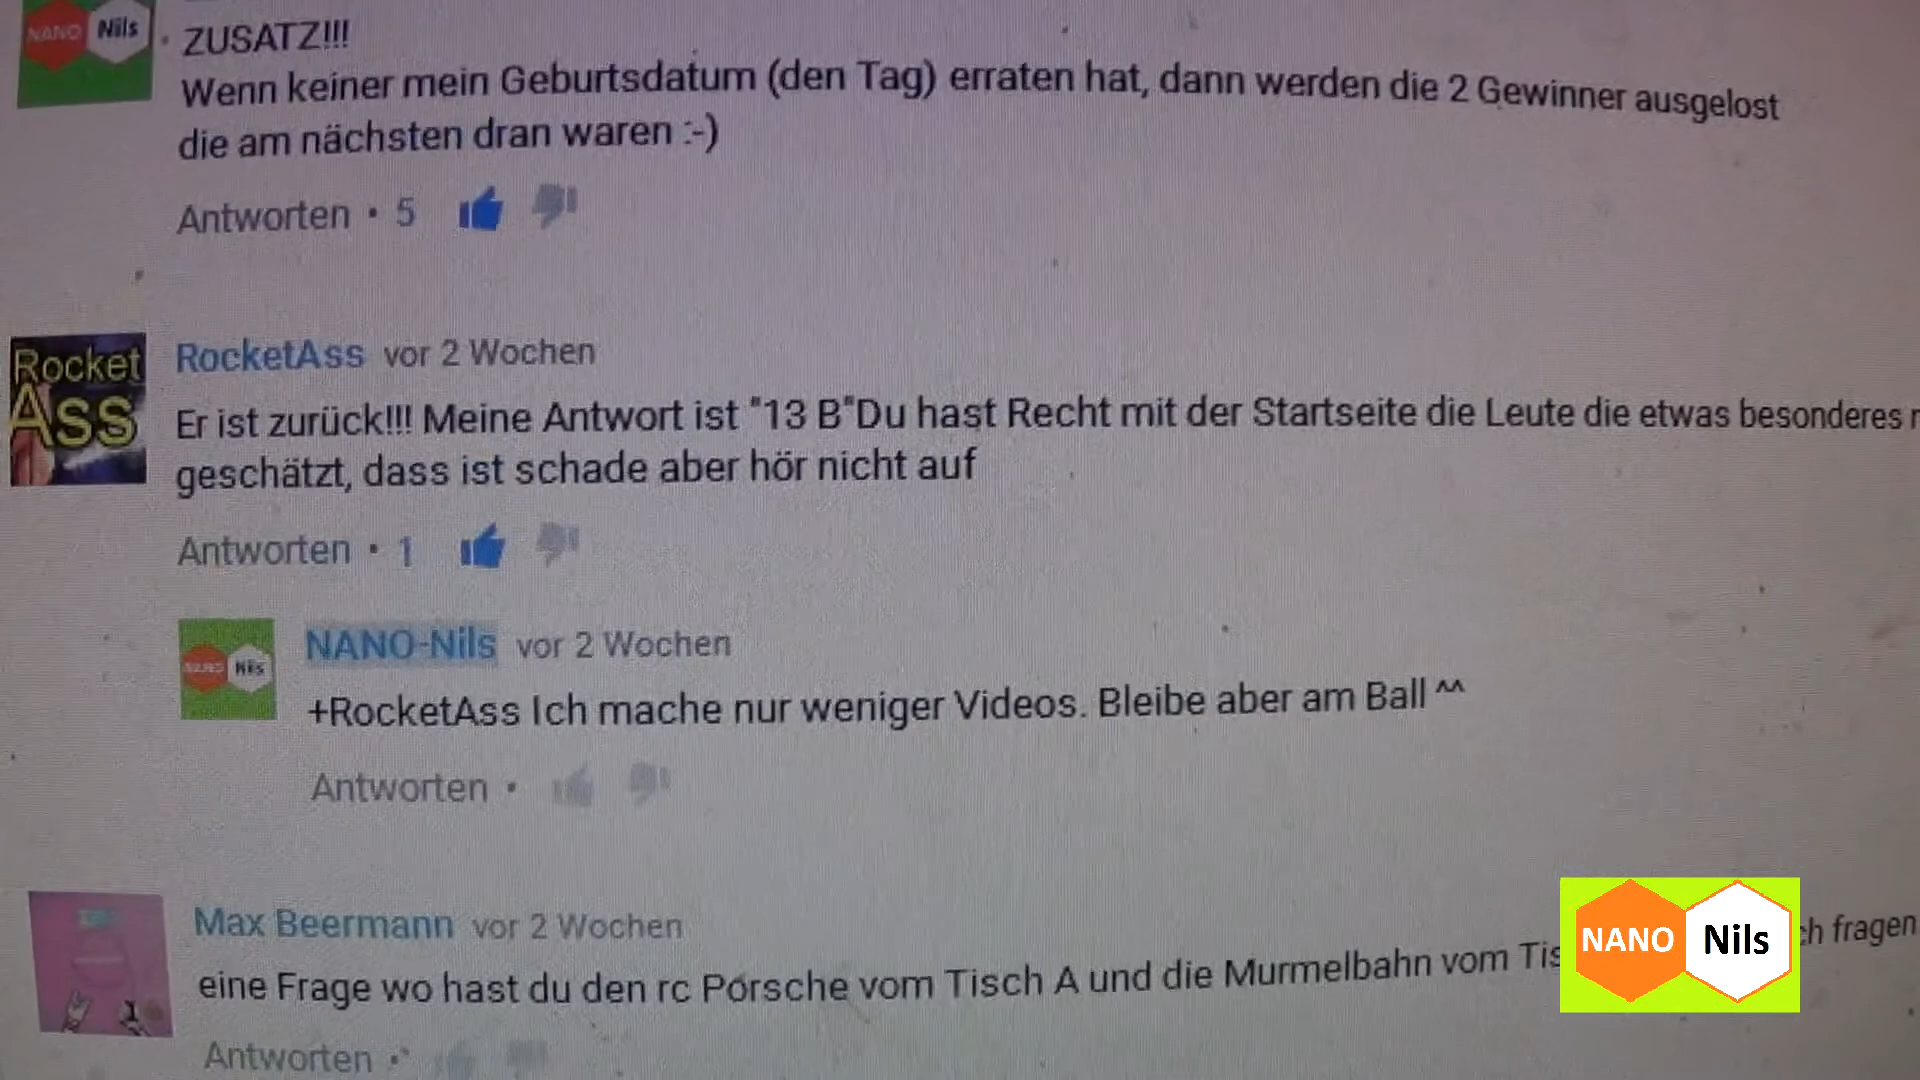 NANO Nils
ZUSATZ!!!
Wenn keiner mein Geburtsdatum (den Tag) erraten hat, dann werden die 2 Gewinner ausgelost
die am nächsten dran waren :-)
Antworten • 5
Rocket
Ass
RocketAss vor 2 Wochen
Er ist zurück!!! Meine Antwort ist "13 B"Du hast Recht mit der Startseite die Leute die etwas besonderes
geschätzt, dass ist schade aber hör nicht auf
Antworten • 1
NANO Nils
NANO-Nils vor 2 Wochen
+RocketAss Ich mache nur weniger Videos. Bleibe aber am Ball ^^
Antworten •
Max Beermann vor 2 Wochen
eine Frage wo hast du den rc Porsche vom Tisch A und die Murmelbahn vom fragen
Antworten •
NANO Nils